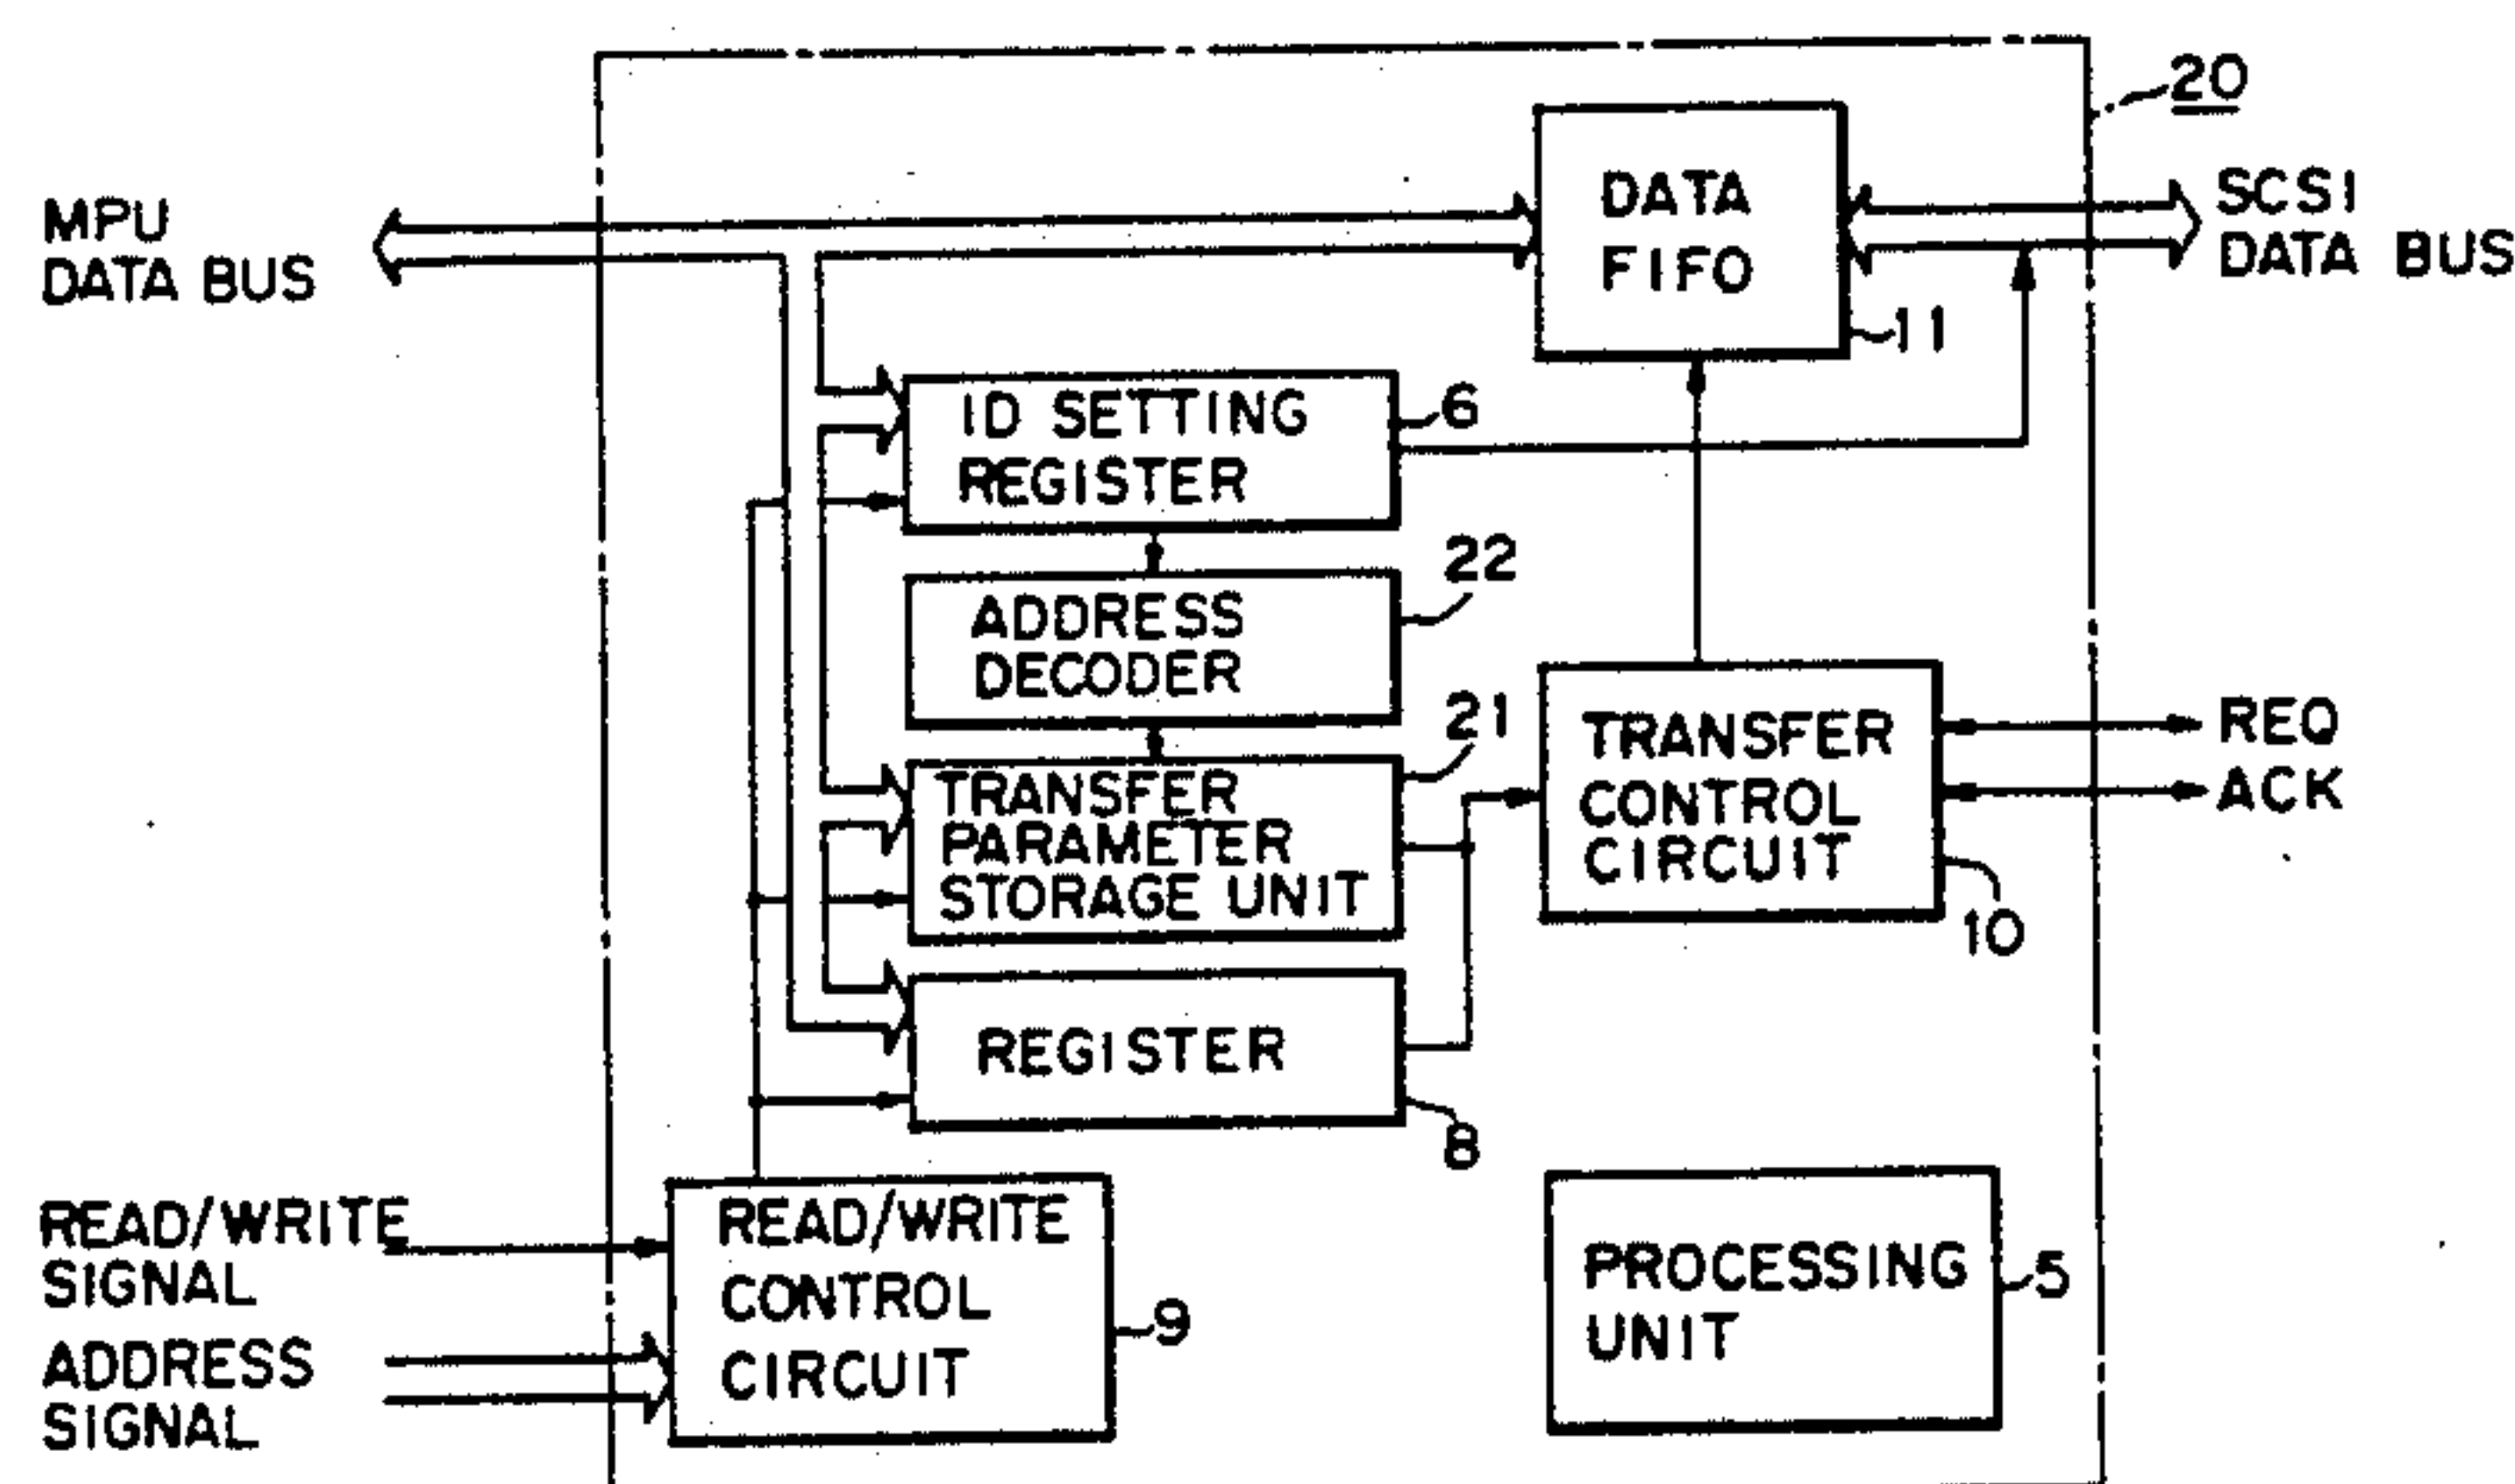 20
MPU
DATA BUS
DATA
FIFO
11
SCSI
DATA BUS
ID SETTING
REGISTER
6
ADDRESS
DECODER
22
TRANSFER
PARAMETER
STORAGE UNIT
21
TRANSFER
CONTROL
CIRCUIT
10
REQ
ACK
REGISTER
8
READ/WRITE
SIGNAL
ADDRESS
SIGNAL
READ/WRITE
CONTROL
CIRCUIT
9
PROCESSING
UNIT
5